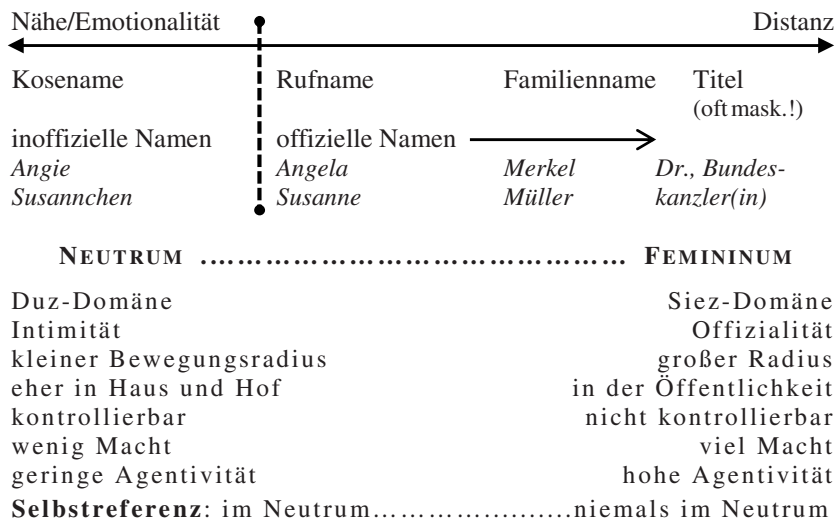 Nähe/Emotionalität Distanz
Kosename Rufname Familienname Titel
(oft mask.!)
inoffizielle Namen offizielle Namen
Angie Angela Merkel Dr., Bundes-
Susannchen Susanne Müller kanzler(in)
NEUTRUM ………………………………………… FEMININUM
Duz-Domäne Siez-Domäne
Intimität Offizialität
kleiner Bewegungsradius großer Radius
eher in Haus und Hof in der Öffentlichkeit
kontrollierbar nicht kontrollierbar
wenig Macht viel Macht
geringe Agentivität hohe Agentivität
Selbstreferenz: im Neutrum…………………niemals im Neutrum